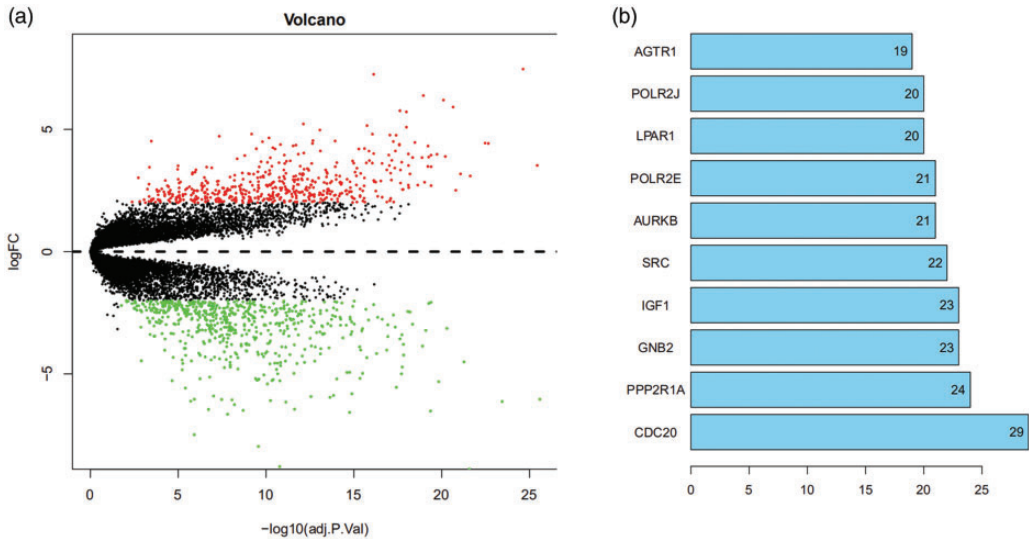 (a)
Volcano
logFC
5
0
−5
0 5 10 15 20 25
−log10(adj.P.Val)
(b)
AGTR1 19
POLR2J 20
LPAR1 20
POLR2E 21
AURKB 21
SRC 22
IGF1 23
GNB2 23
PPP2R1A 24
CDC20 29
0 5 10 15 20 25